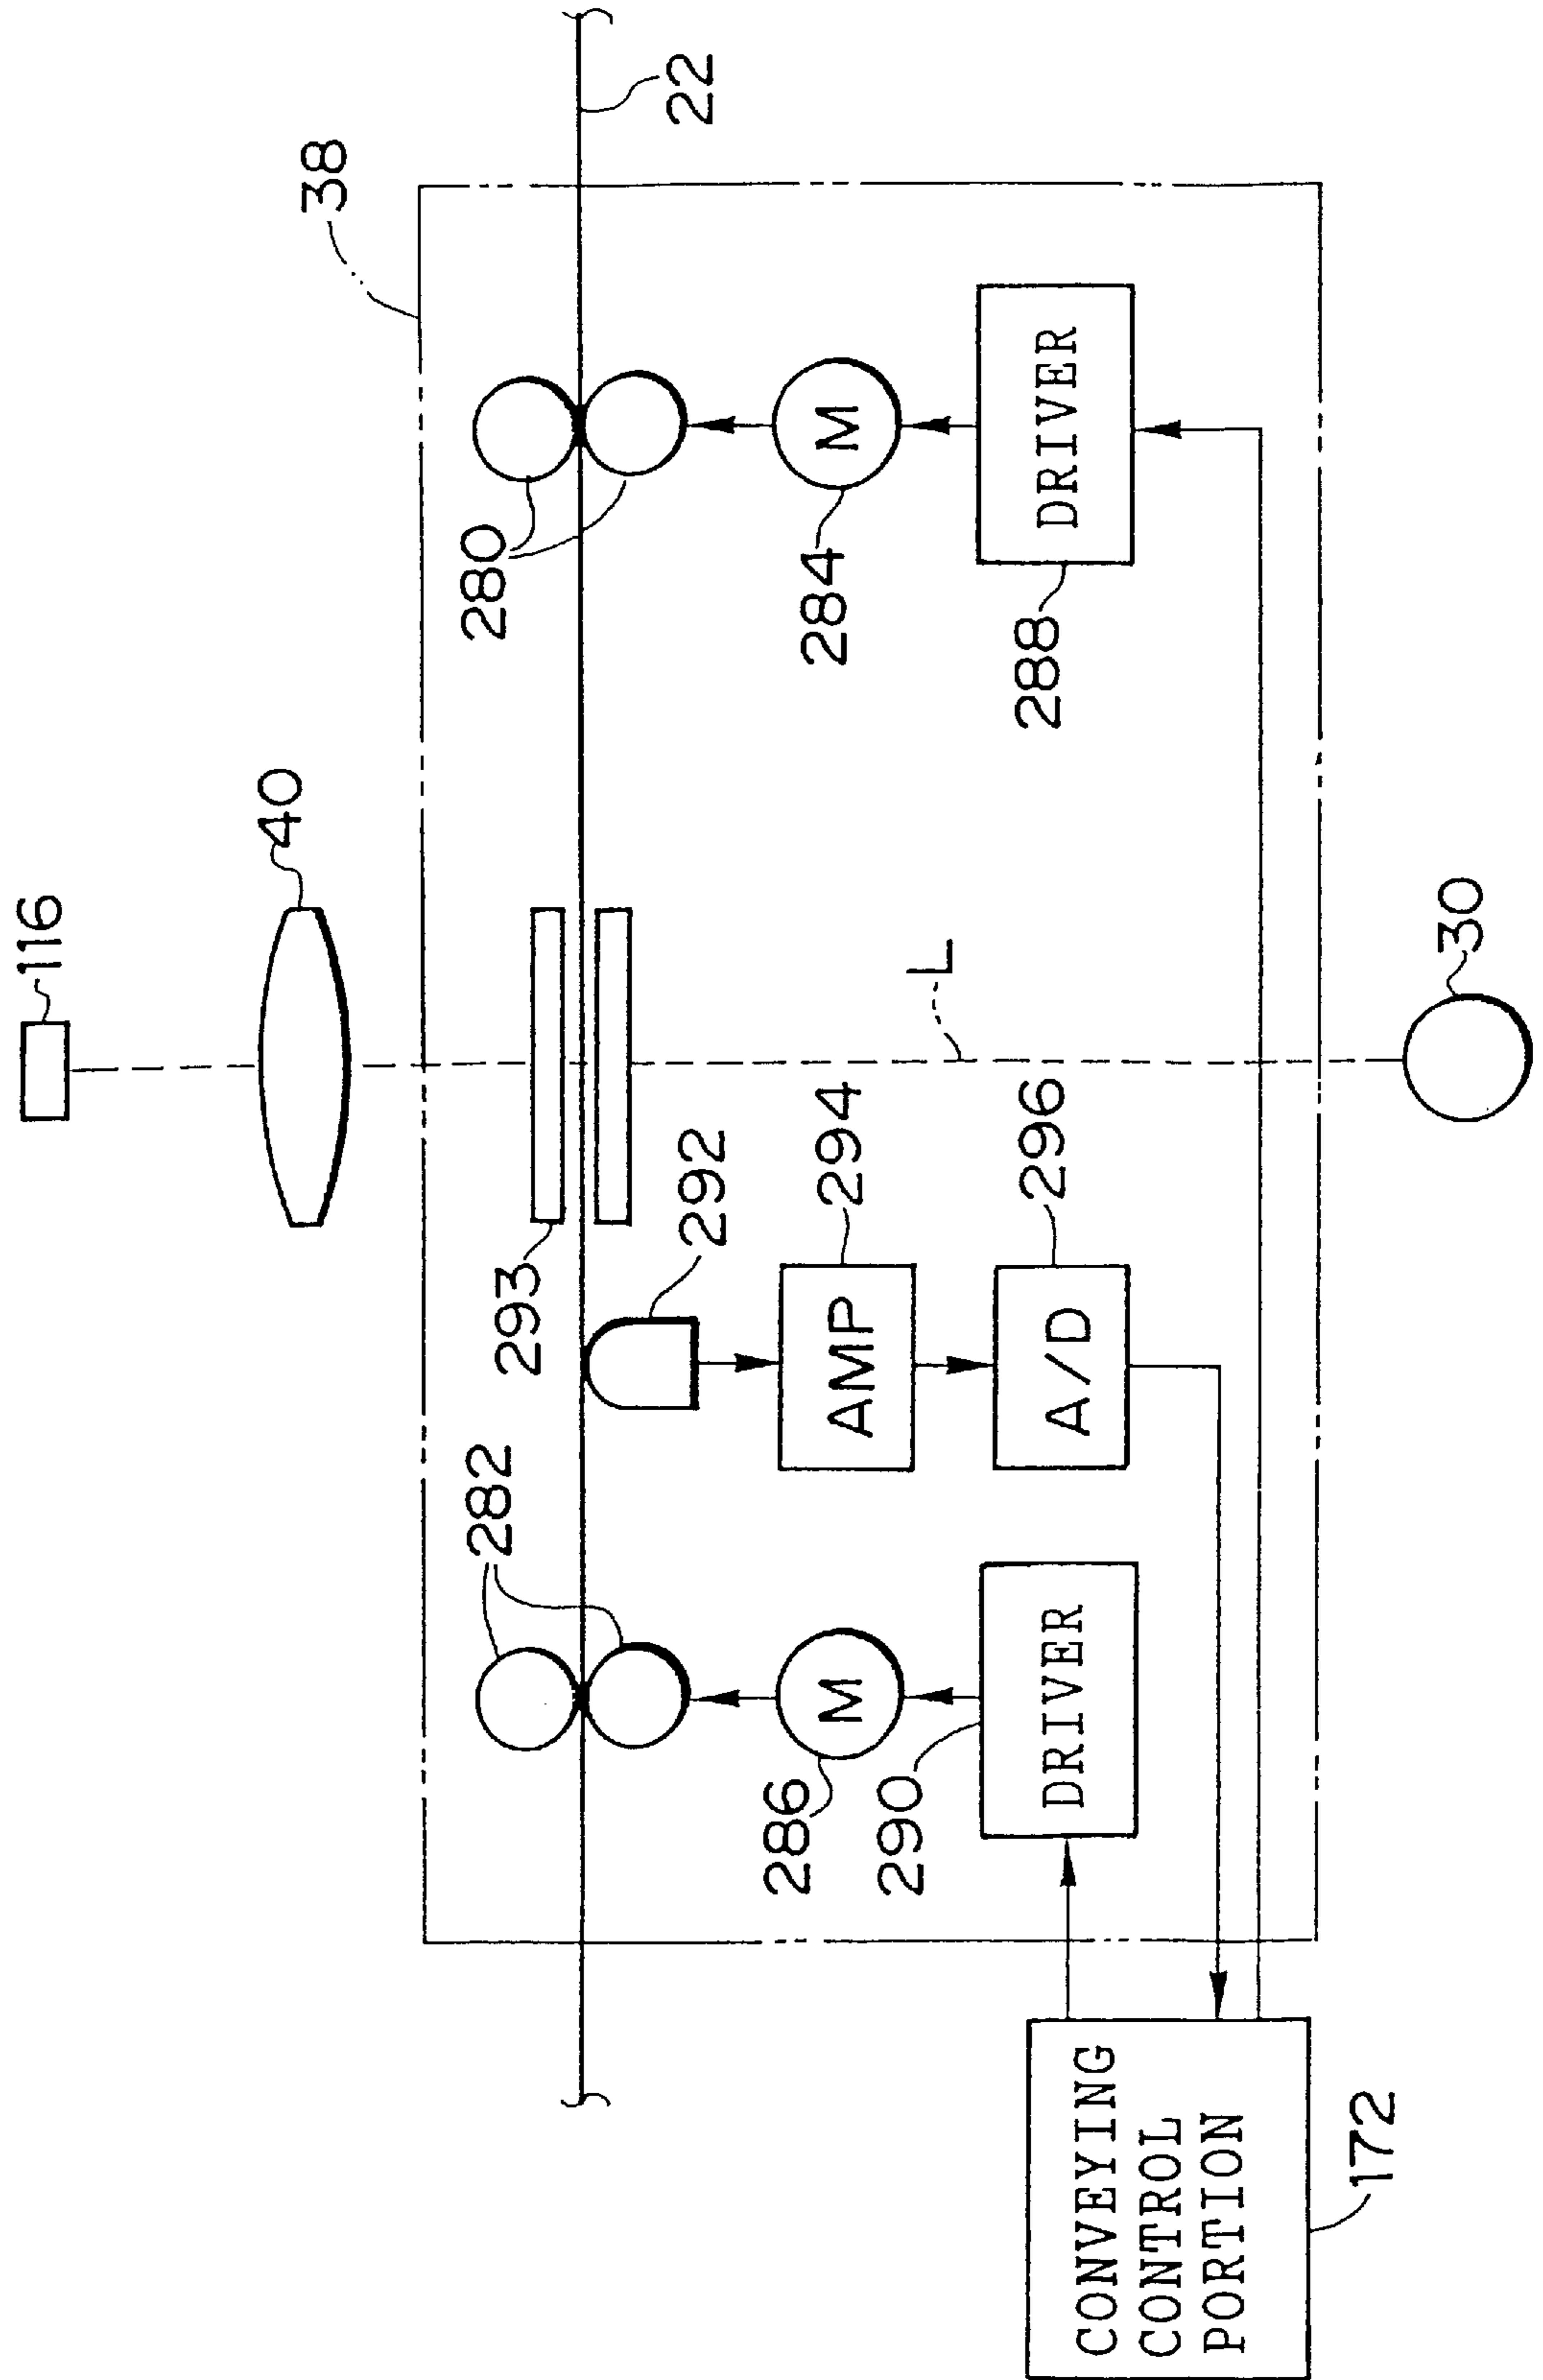 116
40
38
22
280
282
293
292
284
286
M
M
294
AMP
L
288
290
DRIVER
DRIVER
296
A/D
CONVEYING
CONTROL
PORTION
172
30